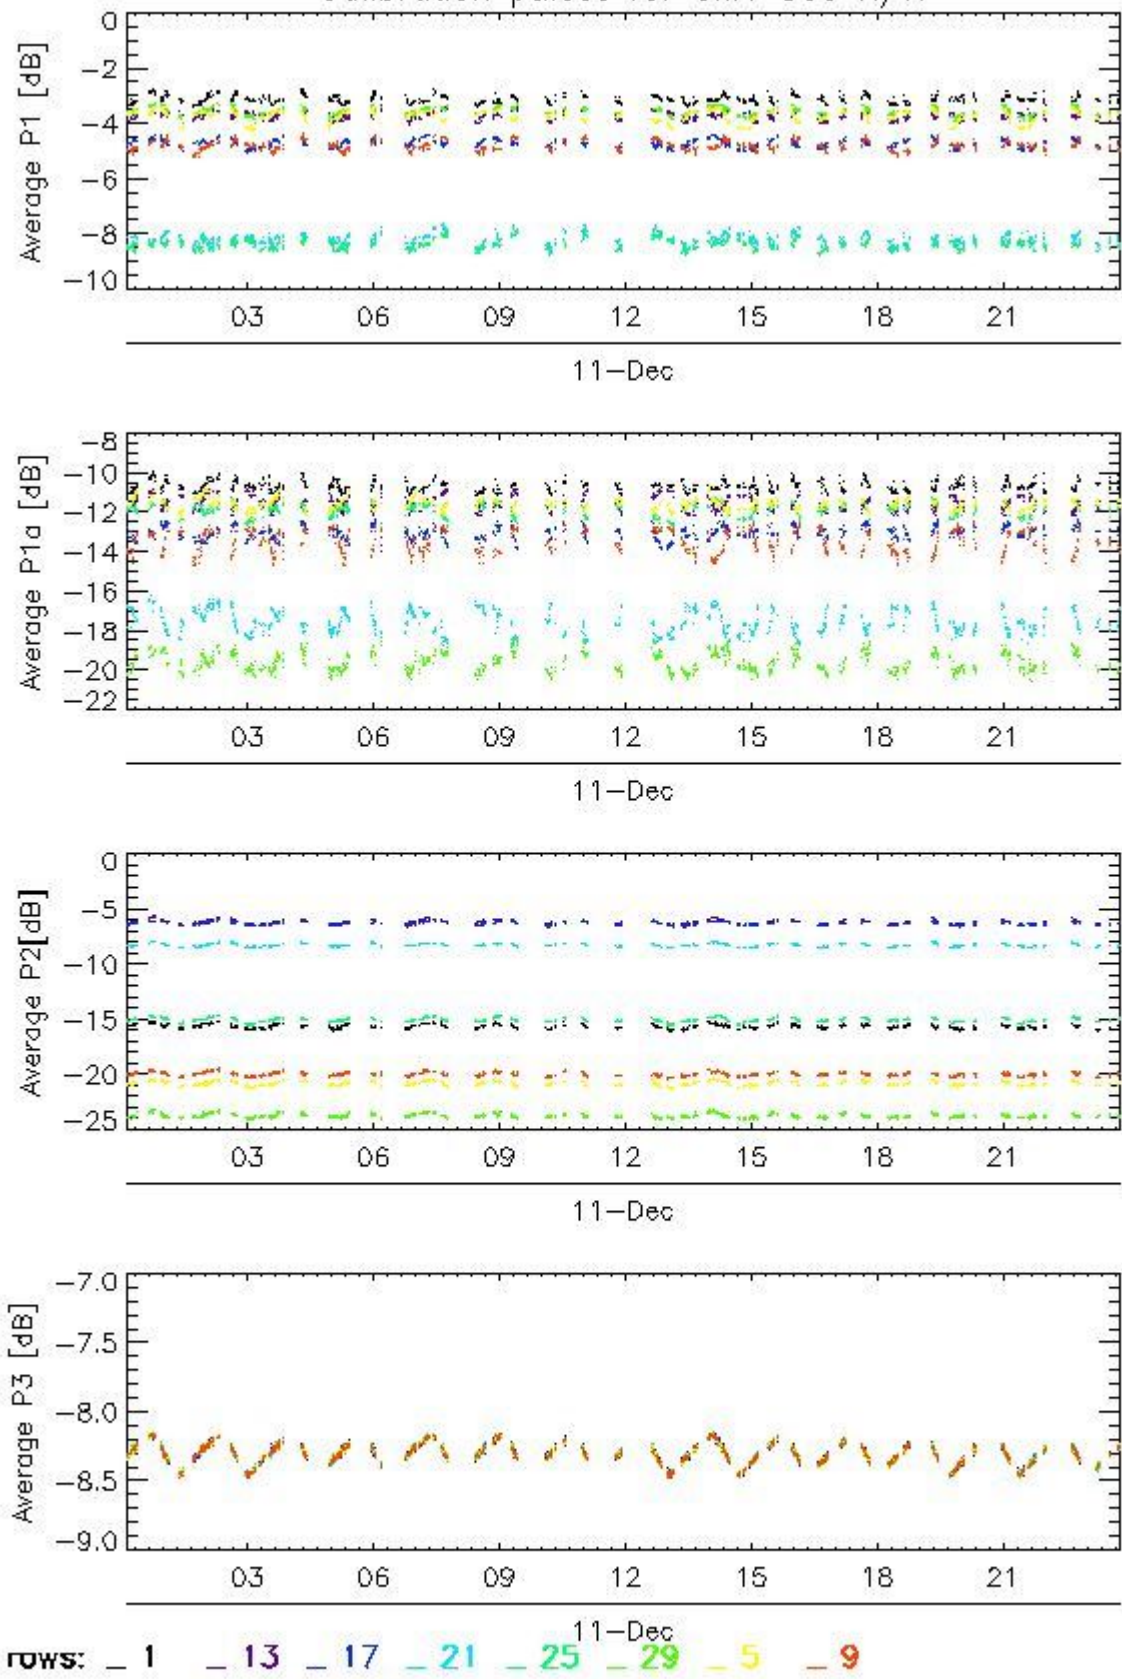 0
−2
−4
−6
−8
−10
Average P1 [dB]
03 06 09 12 15 18 21
11−Dec
−8
−10
−12
−14
−16
−18
−20
−22
Average P1a [dB]
03 06 09 12 15 18 21
11−Dec
0
−5
−10
−15
−20
−25
Average P2[dB]
03 06 09 12 15 18 21
11−Dec
−7.0
−7.5
−8.0
−8.5
−9.0
Average P3 [dB]
03 06 09 12 15 18 21
11−Dec
rows: _ 1 _ 13 _ 17 _ 21 _ 25 _ 29 _ 5 _ 9